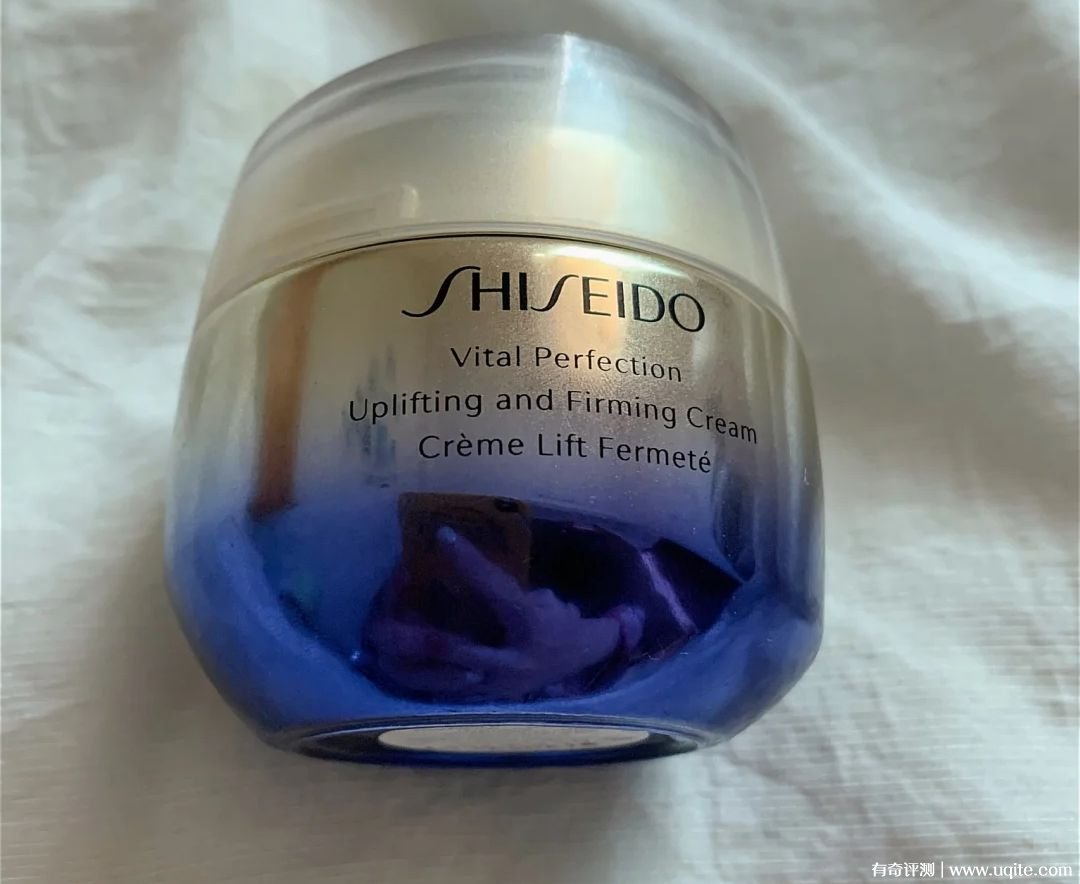 SHISEIDO
Vital Perfection
Uplifting and Firming Cream
Crème Lift Fermeté
有奇评测 | www.uqite.com